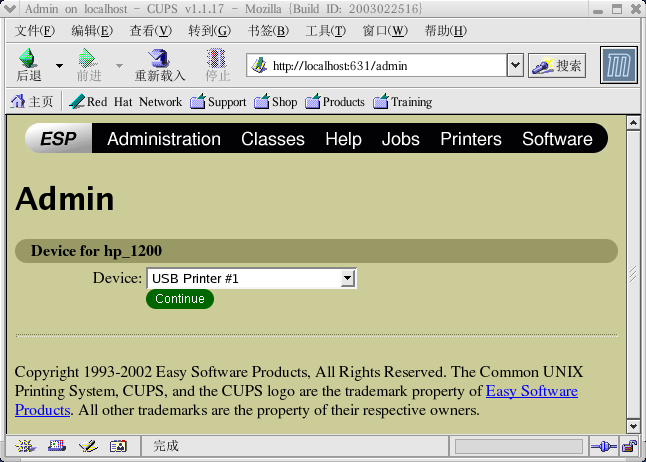 Admin on localhost - CUPS v1.1.17 - Mozilla {Build ID: 2003022516}
文件(F) 编辑(E) 查看(V) 转到(G) 书签(B) 工具(T) 窗口(W) 帮助(H)
后退 前进 重新载入 停止 http://localhost:631/admin 搜索
主页 Red Hat Network Support Shop Products Training
ESP Administration Classes Help Jobs Printers Software
Admin
Device for hp_1200
Device: USB Printer #1
Continue
Copyright 1993-2002 Easy Software Products, All Rights Reserved. The Common UNIX
Printing System, CUPS, and the CUPS logo are the trademark property of Easy Software
Products. All other trademarks are the property of their respective owners.
完成